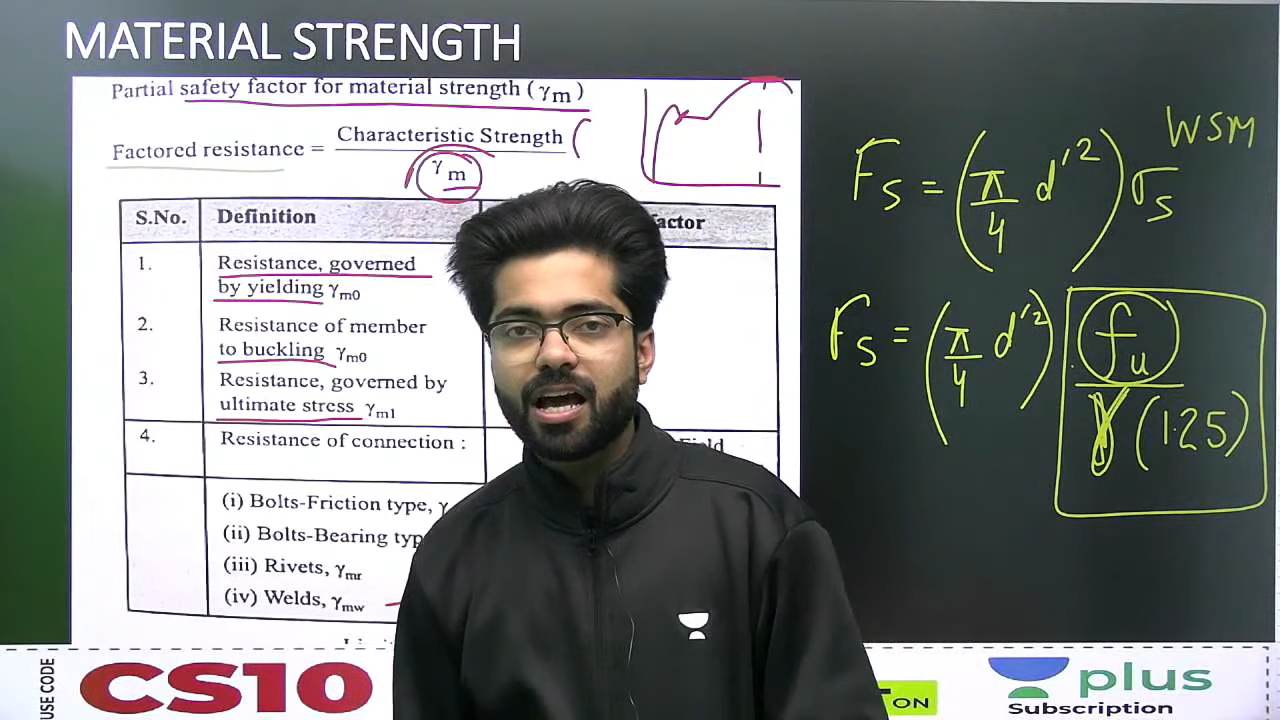 MATERIAL STRENGTH
Partial safety factor for material strength (γm)
Factored resistance = Characteristic Strength / γm
S.No. Definition
1. Resistance, governed
by yielding γm0
2. Resistance of member
to buckling γm0
3. Resistance, governed by
ultimate stress γm1
4. Resistance of connection :
(i) Bolts-Friction type,
(ii) Bolts-Bearing
(iii) Rivets, γmr
(iv) Welds, γmw
WSM
Fs = (π/4 d'²) σs
Fs = (π/4 d'²) fu / γ (1.25)
USE CODE
CS10
ON
plus
Subscription